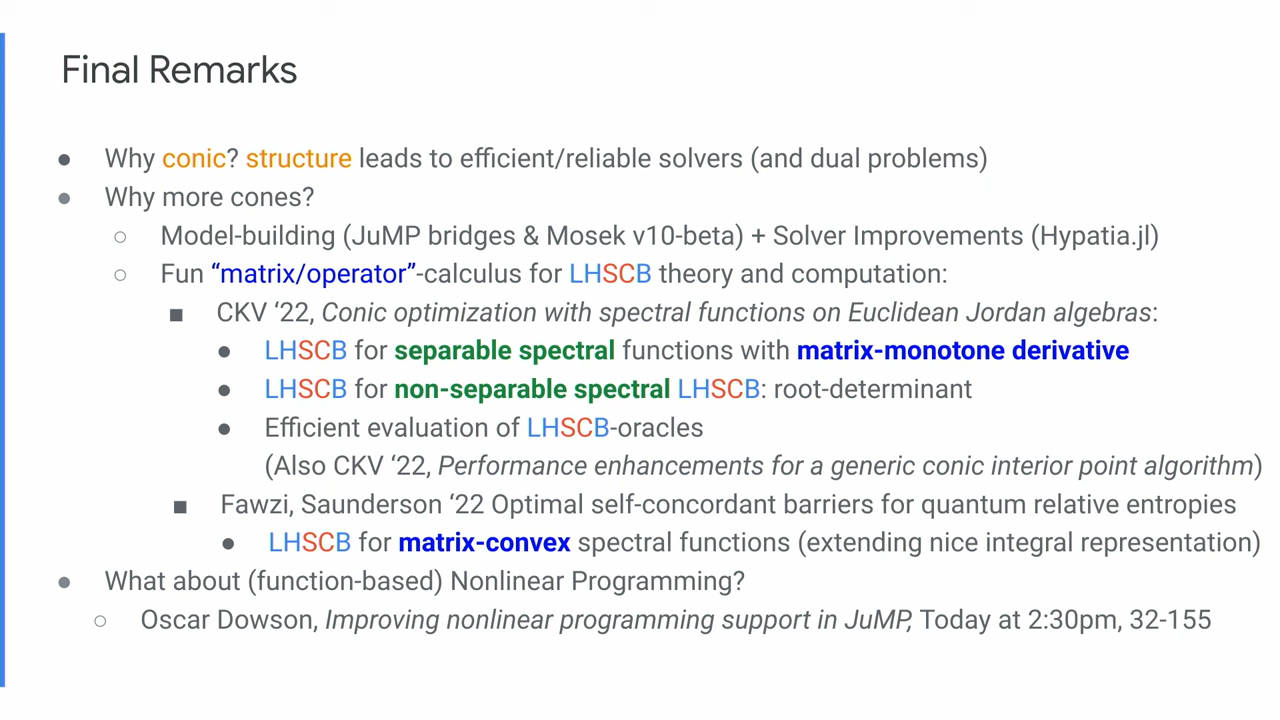 Final Remarks
● Why conic? structure leads to efficient/reliable solvers (and dual problems)
● Why more cones?
○ Model-building (JuMP bridges & Mosek v10-beta) + Solver Improvements (Hypatia.jl)
○ Fun “matrix/operator”-calculus for LHSCB theory and computation:
■ CKV ‘22, Conic optimization with spectral functions on Euclidean Jordan algebras:
● LHSCB for separable spectral functions with matrix-monotone derivative
● LHSCB for non-separable spectral LHSCB: root-determinant
● Efficient evaluation of LHSCB-oracles
(Also CKV ‘22, Performance enhancements for a generic conic interior point algorithm)
■ Fawzi, Saunderson ‘22 Optimal self-concordant barriers for quantum relative entropies
● LHSCB for matrix-convex spectral functions (extending nice integral representation)
● What about (function-based) Nonlinear Programming?
○ Oscar Dowson, Improving nonlinear programming support in JuMP, Today at 2:30pm, 32-155